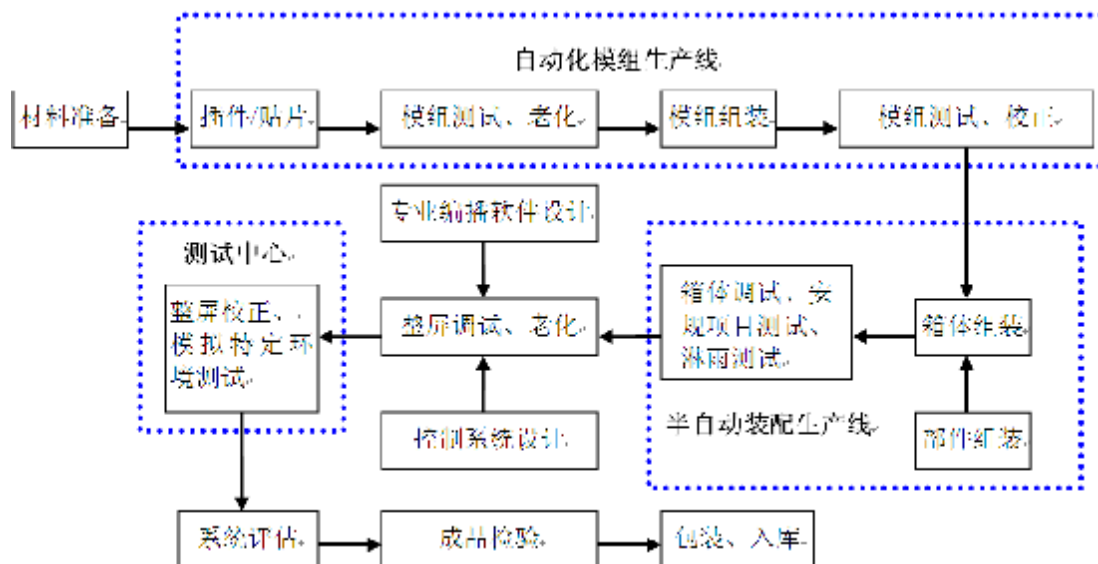 自动化模组生产线
材料准备
插件/贴片
模组测试、老化
模组组装
模组测试、校正
专业编播软件设计
测试中心
整屏校正、
模拟特定环
境测试
整屏调试、老化
箱体调试、安
规项目测试、
淋雨测试
箱体组装
半自动装配生产线
控制系统设计
部件组装
系统评估
成品检验
包装、入库